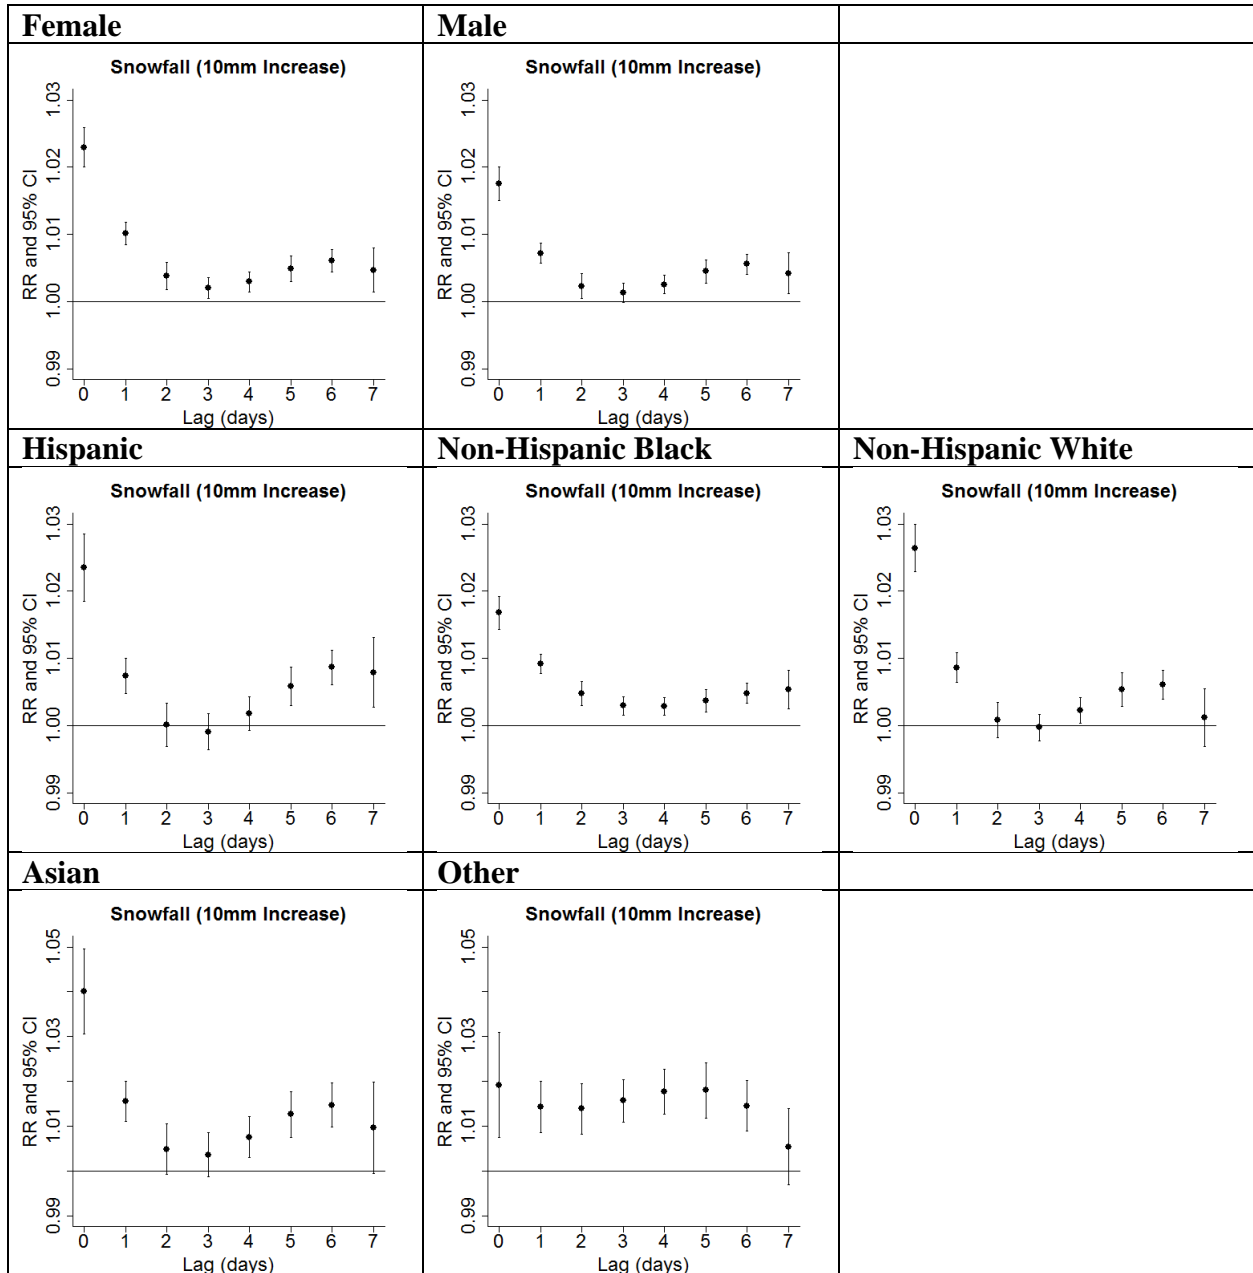 Female
Male
Snowfall (10mm Increase)
RR and 95% CI
1.03
1.02
1.01
1.00
0.99
0 1 2 3 4 5 6 7
Lag (days)
Snowfall (10mm Increase)
RR and 95% CI
1.03
1.02
1.01
1.00
0.99
0 1 2 3 4 5 6 7
Lag (days)
Hispanic
Non-Hispanic Black
Non-Hispanic White
Snowfall (10mm Increase)
RR and 95% CI
1.03
1.02
1.01
1.00
0.99
0 1 2 3 4 5 6 7
Lag (days)
Snowfall (10mm Increase)
RR and 95% CI
1.03
1.02
1.01
1.00
0.99
0 1 2 3 4 5 6 7
Lag (days)
Snowfall (10mm Increase)
RR and 95% CI
1.03
1.02
1.01
1.00
0.99
0 1 2 3 4 5 6 7
Lag (days)
Asian
Other
Snowfall (10mm Increase)
RR and 95% CI
1.05
1.03
1.01
0.99
0 1 2 3 4 5 6 7
Lag (days)
Snowfall (10mm Increase)
RR and 95% CI
1.05
1.03
1.01
0.99
0 1 2 3 4 5 6 7
Lag (days)